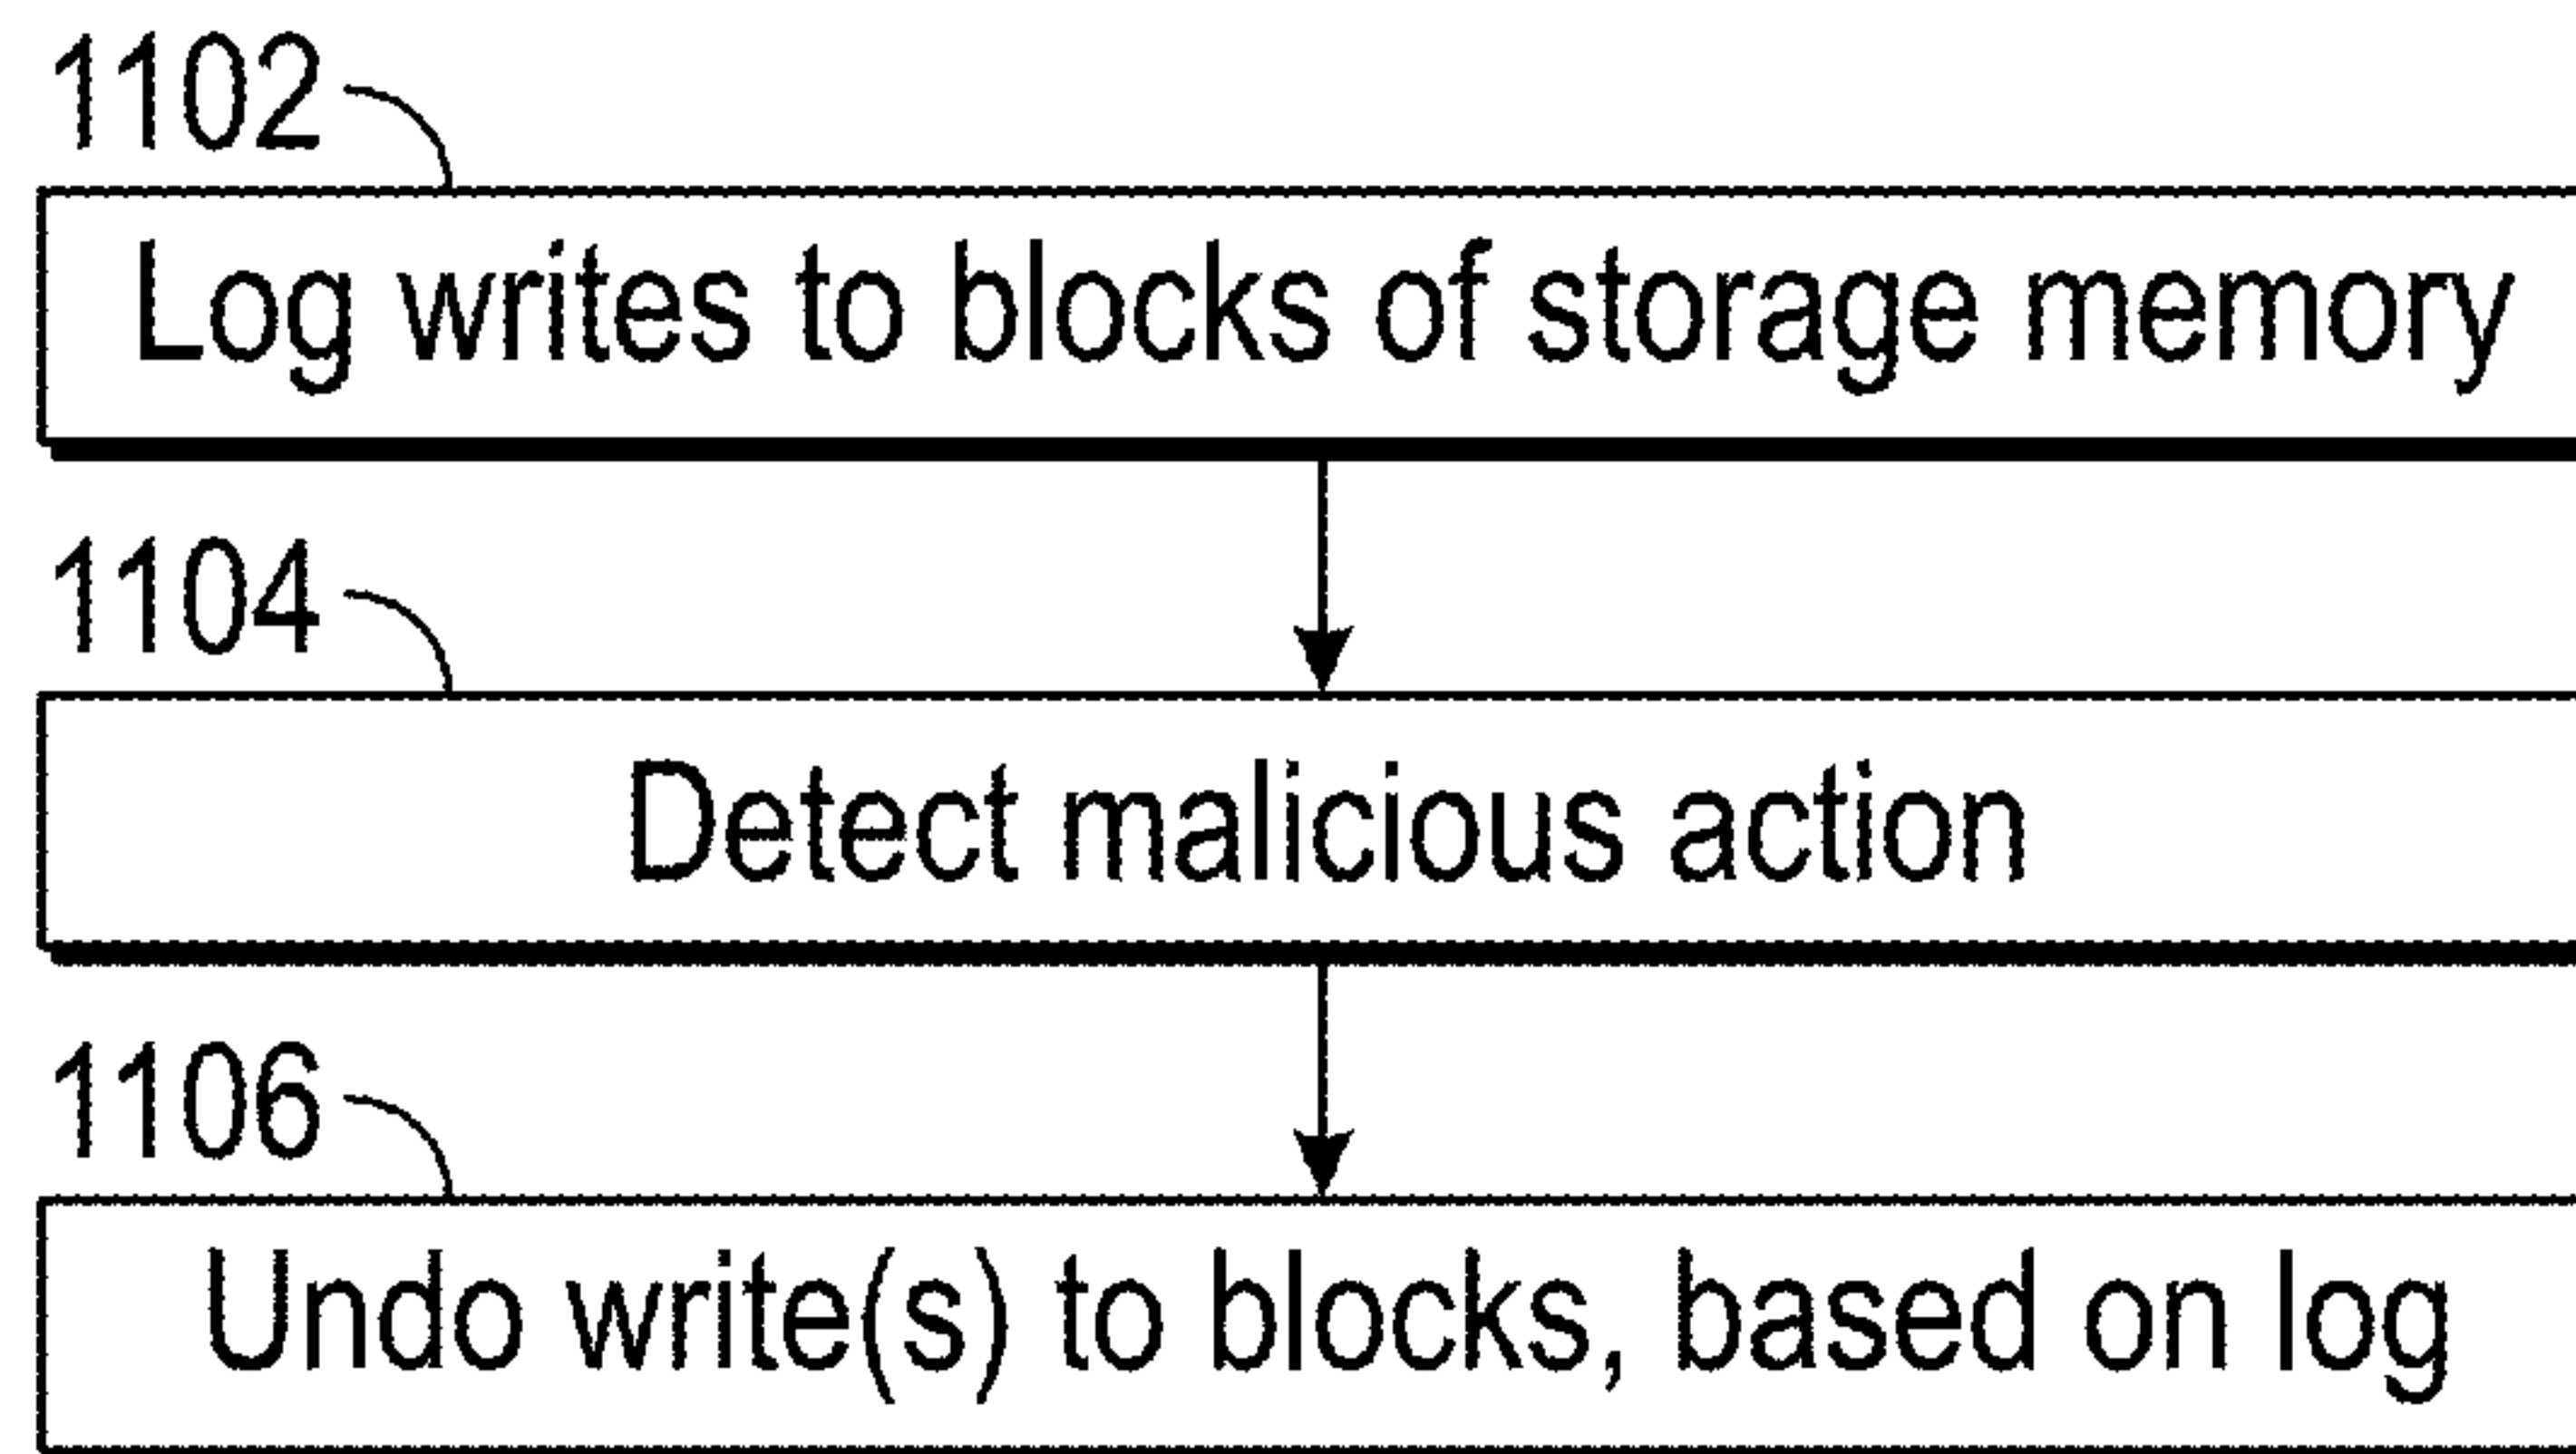 1102
Log writes to blocks of storage memory
1104
Detect malicious action
1106
Undo write(s) to blocks, based on log